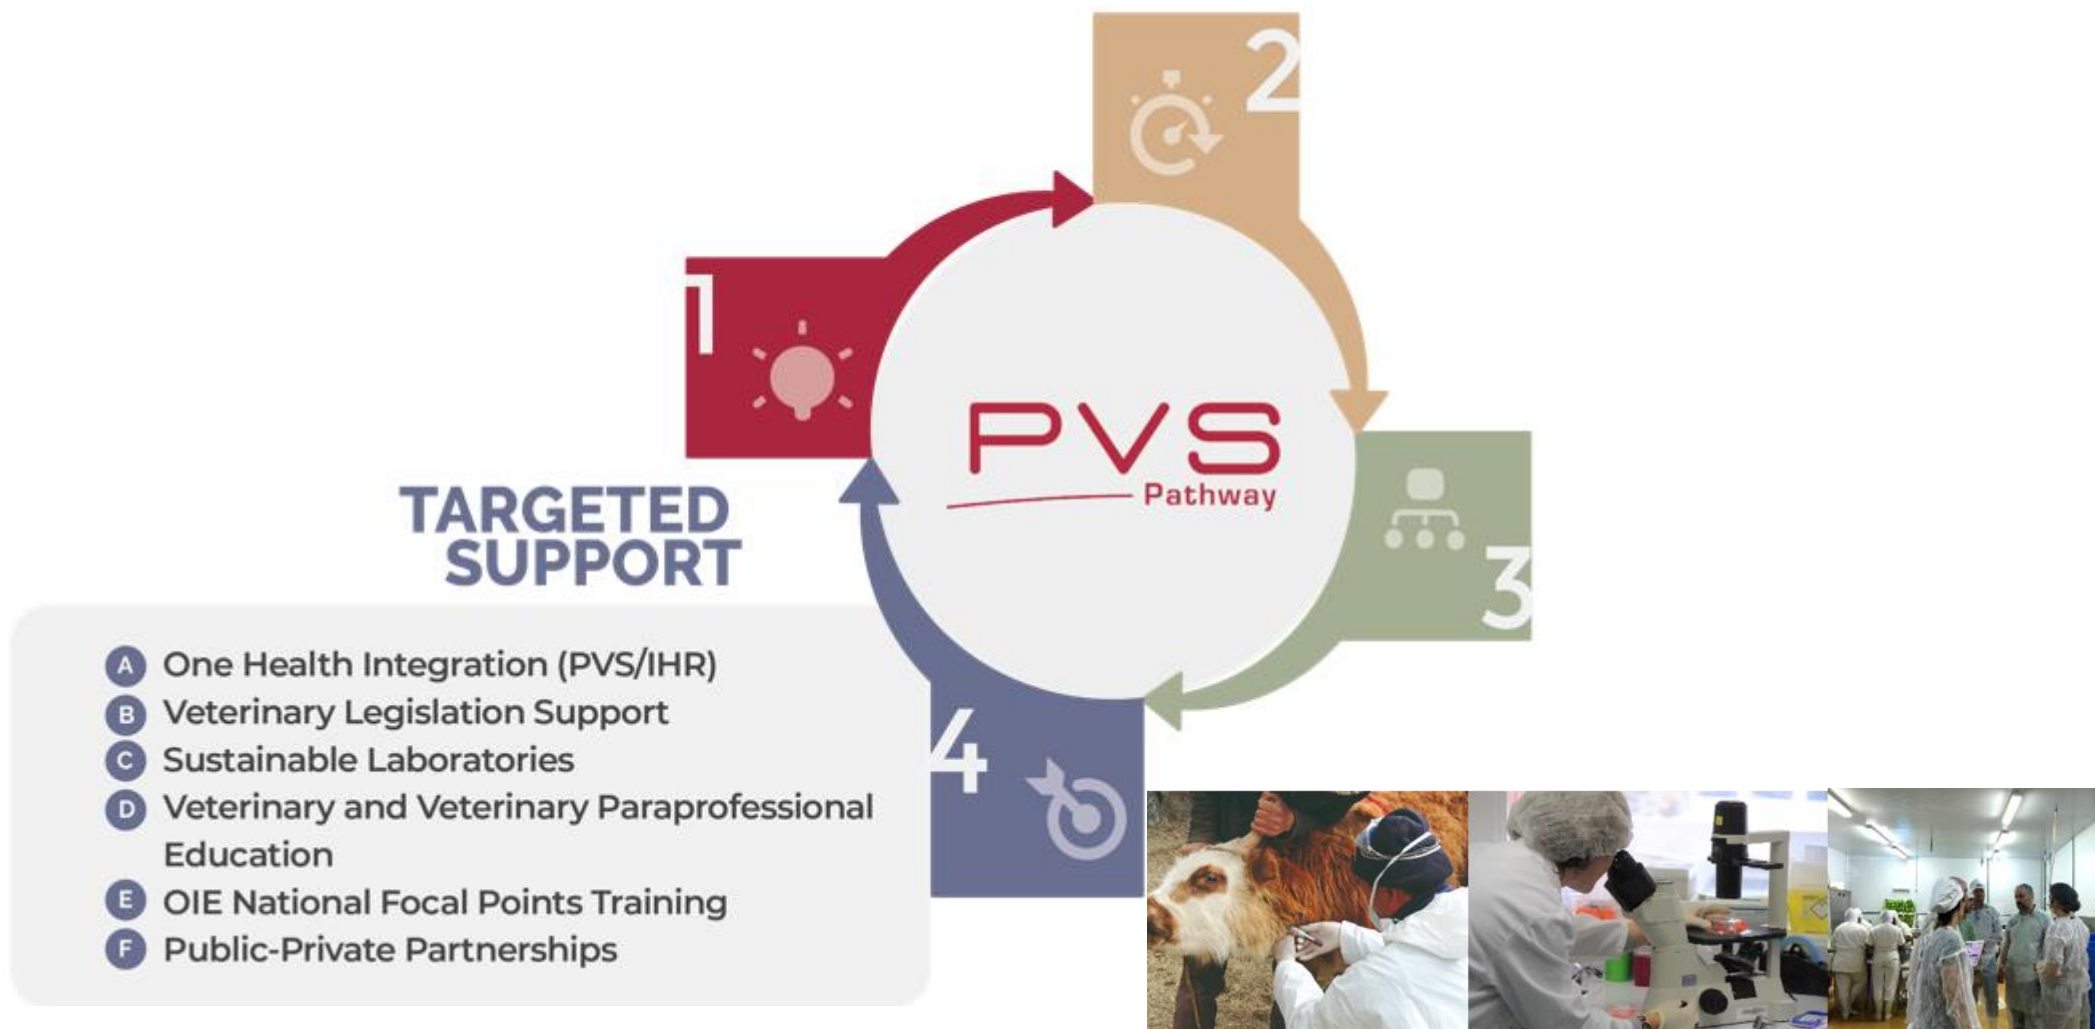 2
1
PVS
Pathway
3
TARGETED
SUPPORT
A One Health Integration (PVS/IHR)
B Veterinary Legislation Support
C Sustainable Laboratories
D Veterinary and Veterinary Paraprofessional
Education
E OIE National Focal Points Training
F Public-Private Partnerships
4